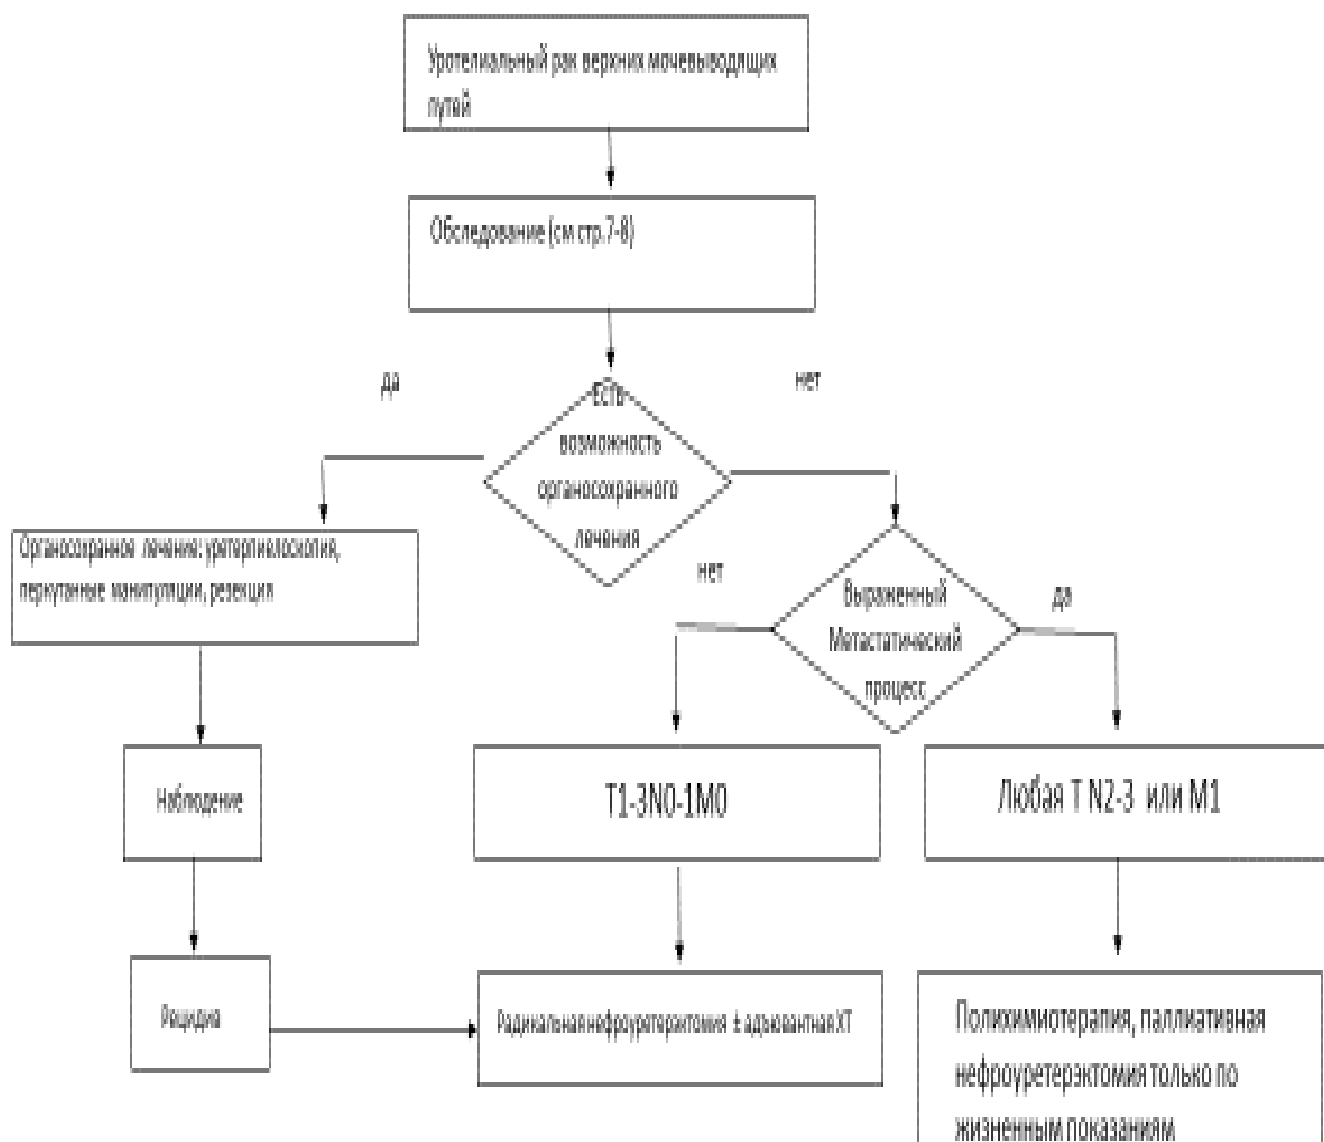 Уротелиальный рак верхних мочевыводящих
путей
Обследование (см стр.7-8)
да
нет
Есть
возможность
органосохранного
лечения
Органосохранное лечение: уретерпиелоскопия,
перкутанные манипуляции, резекция
нет
да
Выраженный
Метастатический
процесс
Наблюдение
T1-3N0-1M0
Любая T N2-3 или M1
Рецидив
Радикальная нефроуретерэктомия ± адъювантная ХТ
Полихимиотерапия, паллиативная
нефроуретерэктомия только по
жизненным показаниям